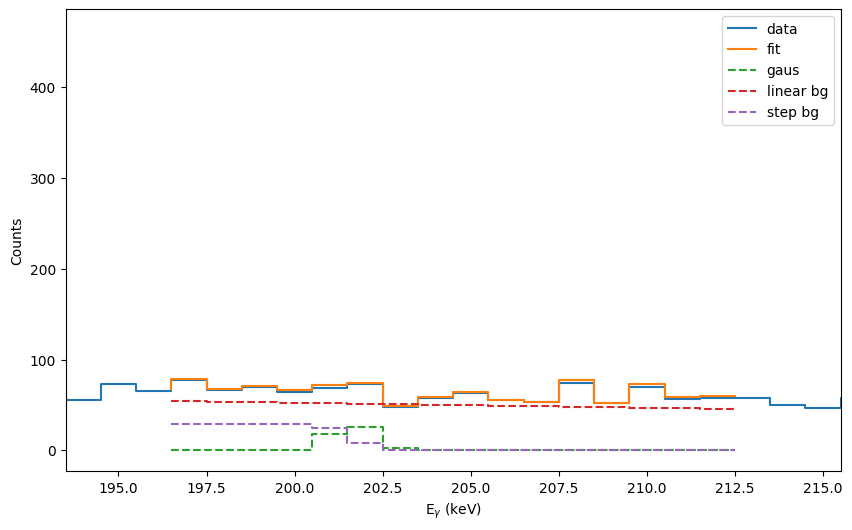 data
fit
gaus
linear bg
step bg
400
300
200
100
0
Counts
195.0 197.5 200.0 202.5 205.0 207.5 210.0 212.5 215.0
Eγ (keV)